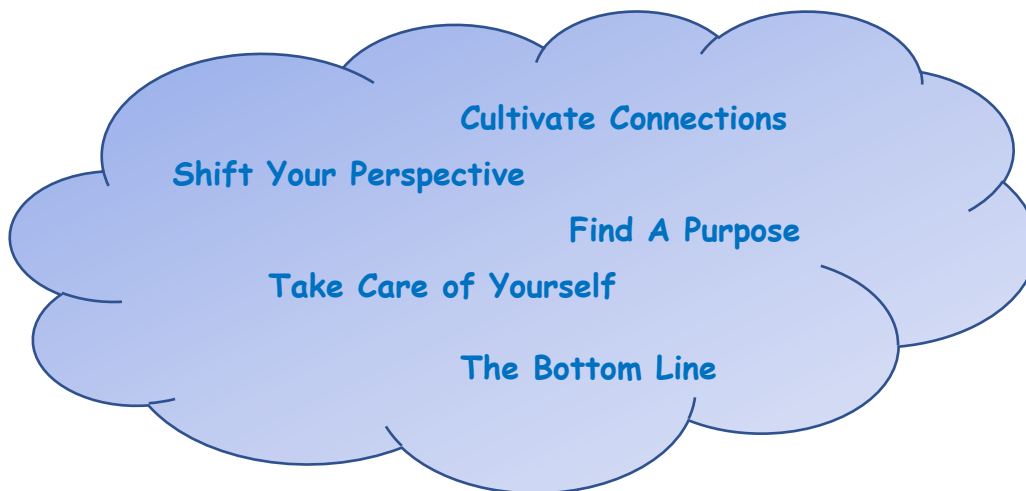 Cultivate Connections
Shift Your Perspective
Find A Purpose
Take Care of Yourself
The Bottom Line